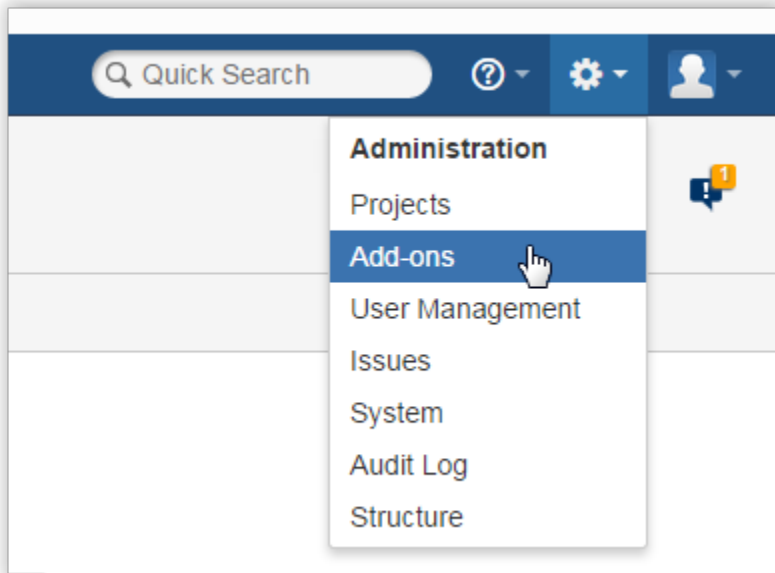 Quick Search
Administration
1
Projects
Add-ons
User Management
Issues
System
Audit Log
Structure